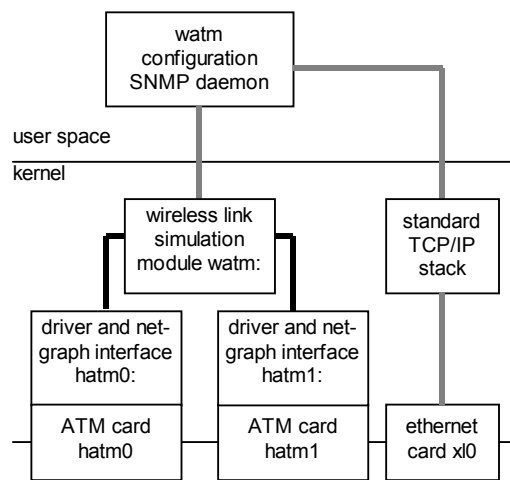 watm
configuration
SNMP daemon
user space
kernel
wireless link
simulation
module watm:
standard
TCP/IP
stack
driver and net-
graph interface
hatm0:
driver and net-
graph interface
hatm1:
ATM card
hatm0
ATM card
hatm1
ethernet
card xl0